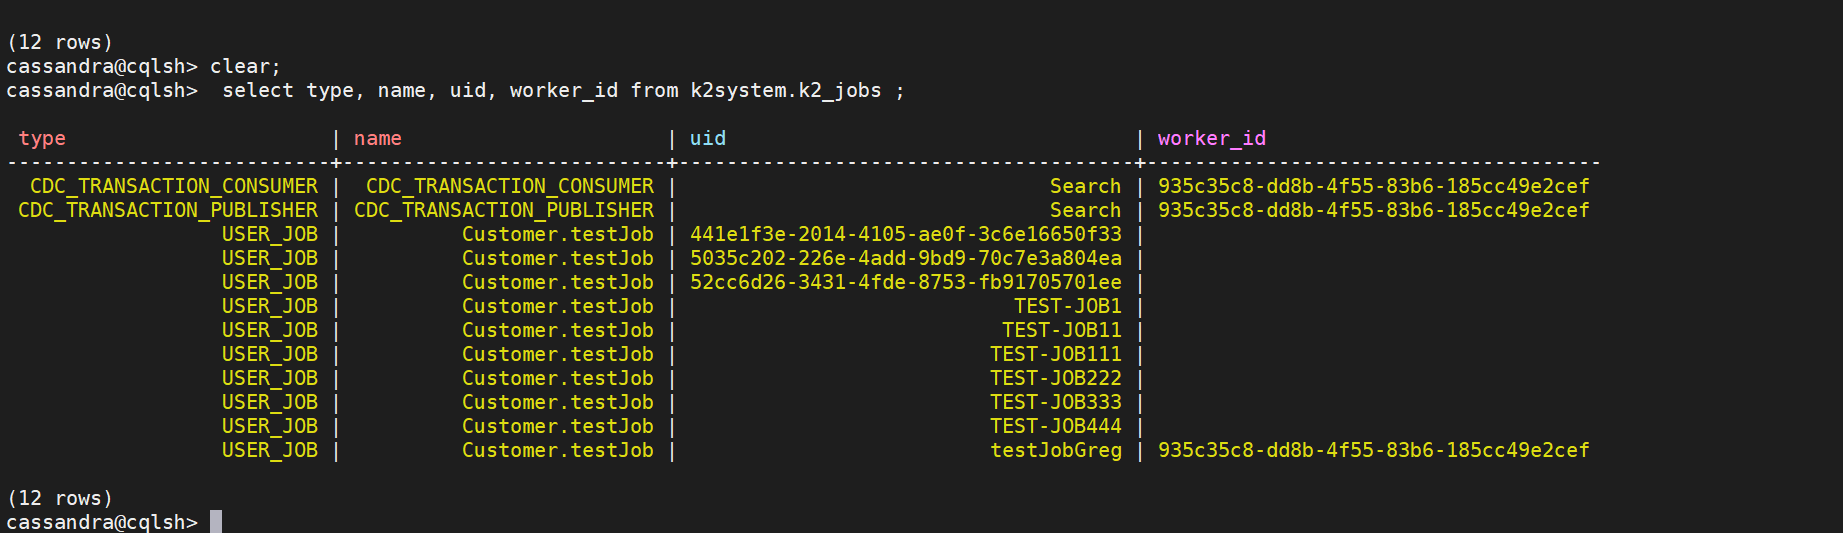 (12 rows)
cassandra@cqlsh> clear;
cassandra@cqlsh>  select type, name, uid, worker_id from k2system.k2_jobs ;
 type                      | name                      | uid                                  | worker_id
---------------------------+---------------------------+--------------------------------------+--------------------------------------
  CDC_TRANSACTION_CONSUMER |  CDC_TRANSACTION_CONSUMER |                               Search | 935c35c8-dd8b-4f55-83b6-185cc49e2cef
 CDC_TRANSACTION_PUBLISHER | CDC_TRANSACTION_PUBLISHER |                               Search | 935c35c8-dd8b-4f55-83b6-185cc49e2cef
                  USER_JOB |          Customer.testJob | 441e1f3e-2014-4105-ae0f-3c6e16650f33 |
                  USER_JOB |          Customer.testJob | 5035c202-226e-4add-9bd9-70c7e3a804ea |
                  USER_JOB |          Customer.testJob | 52cc6d26-3431-4fde-8753-fb91705701ee |
                  USER_JOB |          Customer.testJob |                            TEST-JOB1 |
                  USER_JOB |          Customer.testJob |                           TEST-JOB11 |
                  USER_JOB |          Customer.testJob |                          TEST-JOB111 |
                  USER_JOB |          Customer.testJob |                          TEST-JOB222 |
                  USER_JOB |          Customer.testJob |                          TEST-JOB333 |
                  USER_JOB |          Customer.testJob |                          TEST-JOB444 |
                  USER_JOB |          Customer.testJob |                          testJobGreg | 935c35c8-dd8b-4f55-83b6-185cc49e2cef
(12 rows)
cassandra@cqlsh>